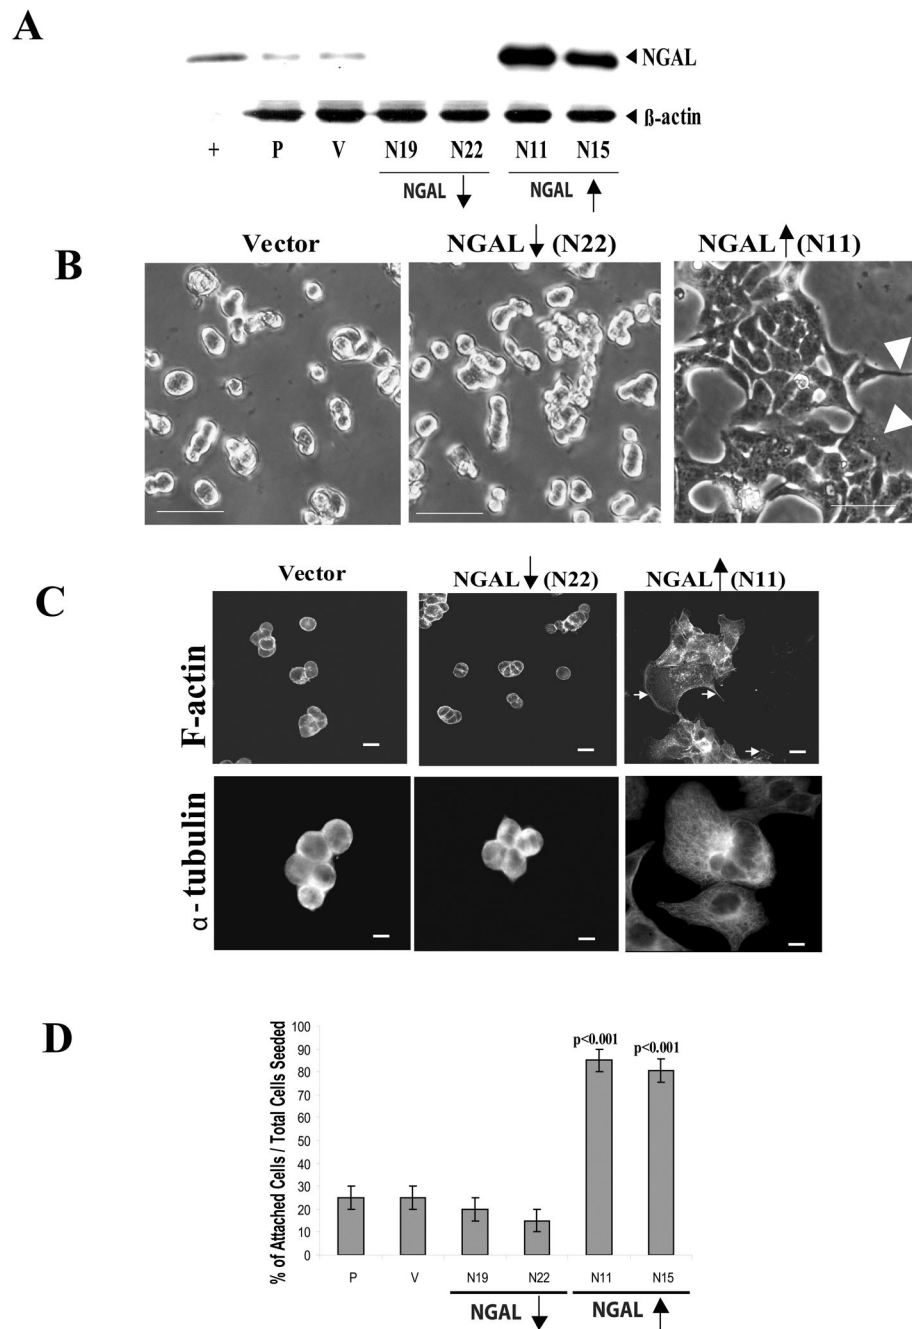 A
◄ NGAL
◄ ß-actin
+ P V N19 N22 N11 N15
NGAL ↓ NGAL ↑
B
Vector NGAL ↓ (N22) NGAL ↑ (N11)
C
Vector NGAL ↓ (N22) NGAL ↑ (N11)
F-actin
α- tubulin
D
% of Attached Cells / Total Cells Seeded
100
90
80
70
60
50
40
30
20
10
0
p<0.001 p<0.001
P V N19 N22 N11 N15
NGAL ↓ NGAL ↑